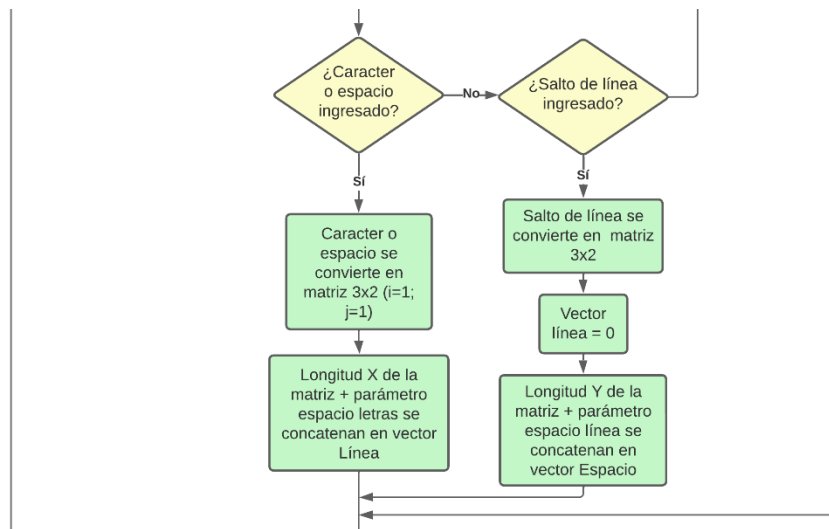 ¿Caracter
o espacio
ingresado?
No
¿Salto de línea
ingresado?
Sí
Sí
Caracter o
espacio se
convierte en
matriz 3x2 (i=1;
j=1)
Salto de línea se
convierte en matriz
3x2
Vector
línea = 0
Longitud X de la
matriz + parámetro
espacio letras se
concatenan en vector
Línea
Longitud Y de la
matriz + parámetro
espacio línea se
concatenan en
vector Espacio